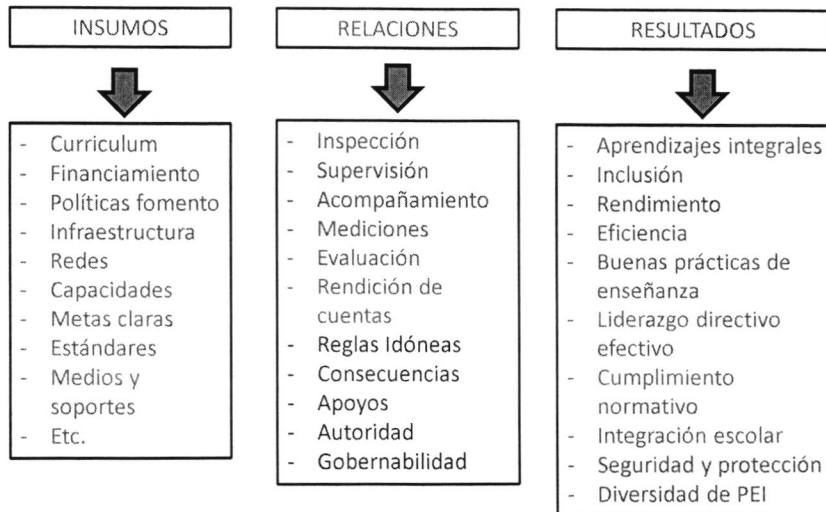 INSUMOS
- Curriculum
- Financiamiento
- Políticas fomento
- Infraestructura
- Redes
- Capacidades
- Metas claras
- Estándares
- Medios y
soportes
- Etc.
RELACIONES
- Inspección
- Supervisión
- Acompañamiento
- Mediciones
- Evaluación
- Rendición de
cuentas
- Reglas Idóneas
- Consecuencias
- Apoyos
- Autoridad
- Gobernabilidad
RESULTADOS
- Aprendizajes integrales
- Inclusión
- Rendimiento
- Eficiencia
- Buenas prácticas de
enseñanza
- Liderazgo directivo
efectivo
- Cumplimiento
normativo
- Integración escolar
- Seguridad y protección
- Diversidad de PEI